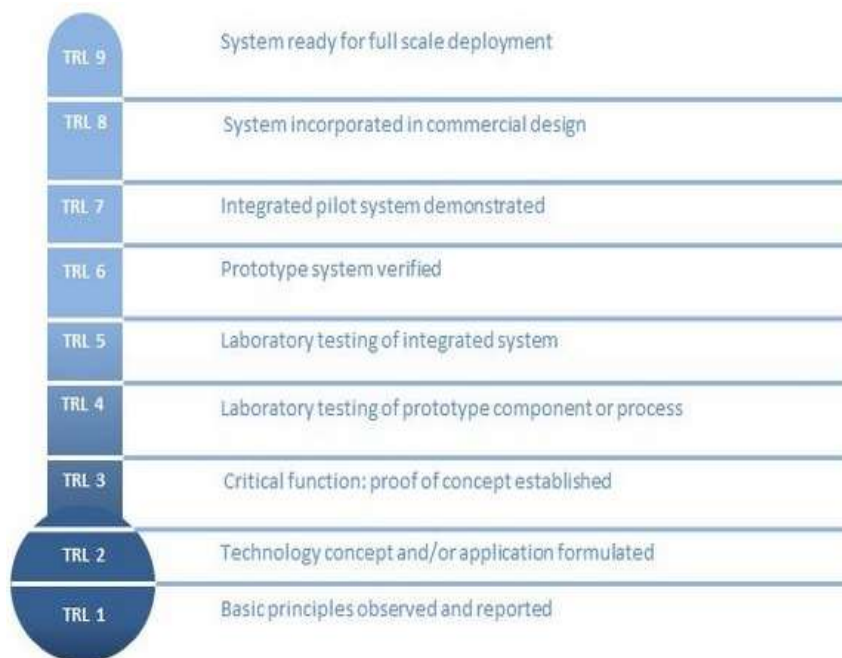 TRL 9
System ready for full scale deployment
TRL 8
System incorporated in commercial design
TRL 7
Integrated pilot system demonstrated
TRL 6
Prototype system verified
TRL 5
Laboratory testing of integrated system
TRL 4
Laboratory testing of prototype component or process
TRL 3
Critical function: proof of concept established
TRL 2
Technology concept and/or application formulated
TRL 1
Basic principles observed and reported